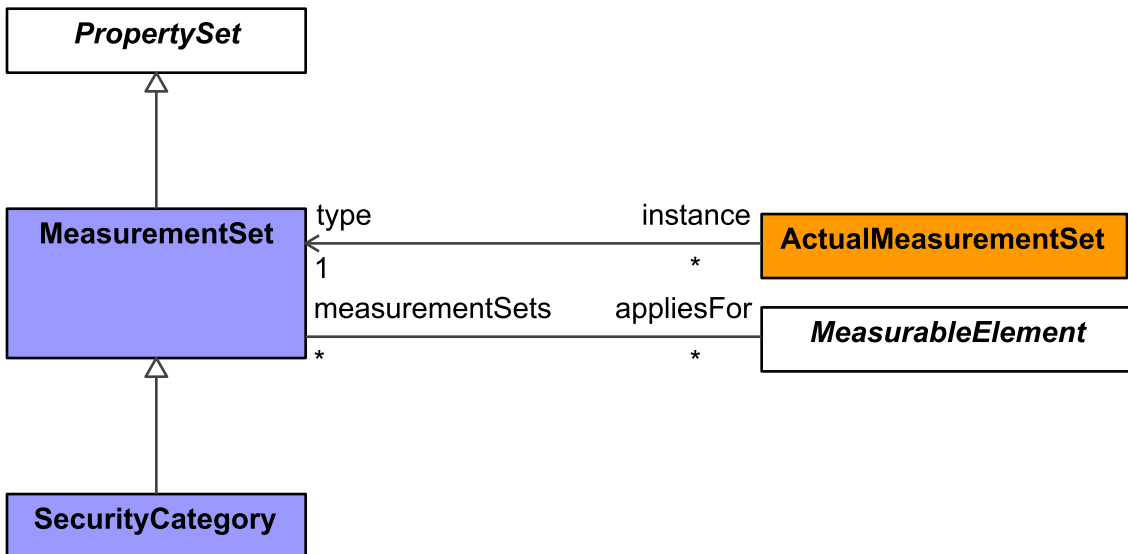 PropertySet
MeasurementSet
type
instance
ActualMeasurementSet
1
*
measurementSets
appliesFor
MeasurableElement
*
*
SecurityCategory